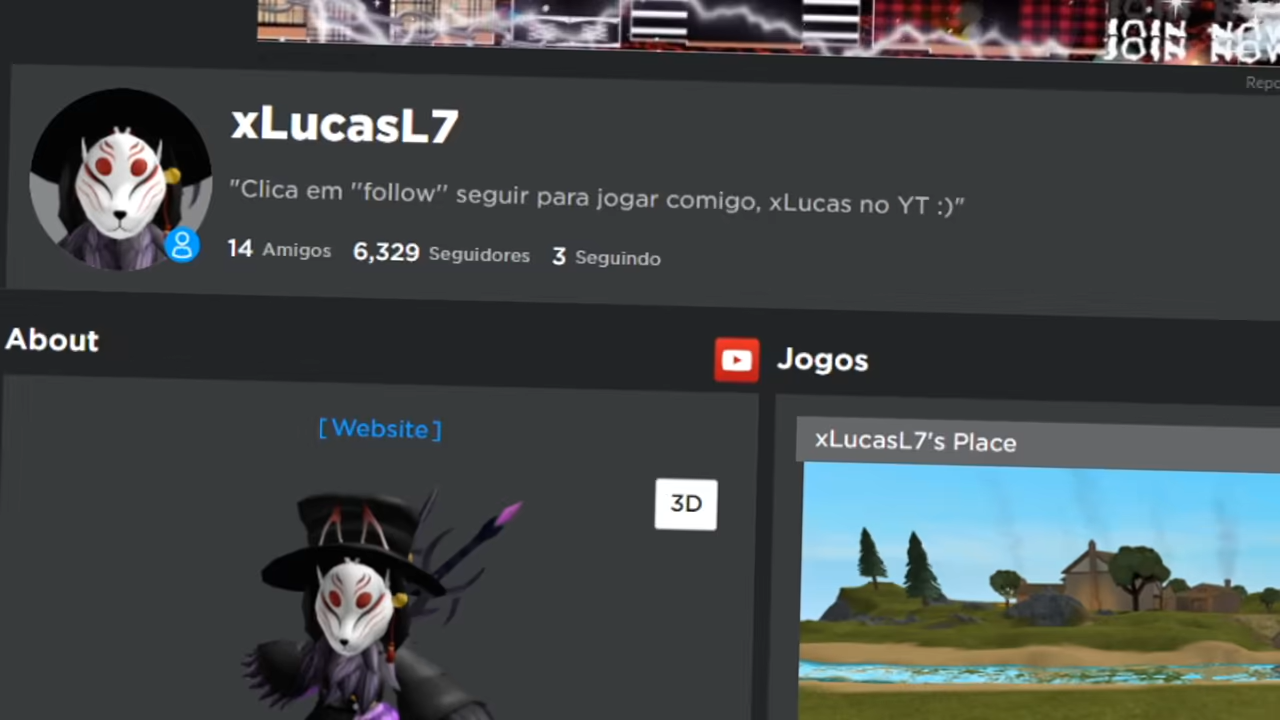 JOIN NOW
xLucasL7
"Clica em "follow" seguir para jogar comigo, xLucas no YT :)"
14 Amigos 6,329 Seguidores 3 Seguindo
About
Jogos
[Website]
xLucasL7's Place
3D